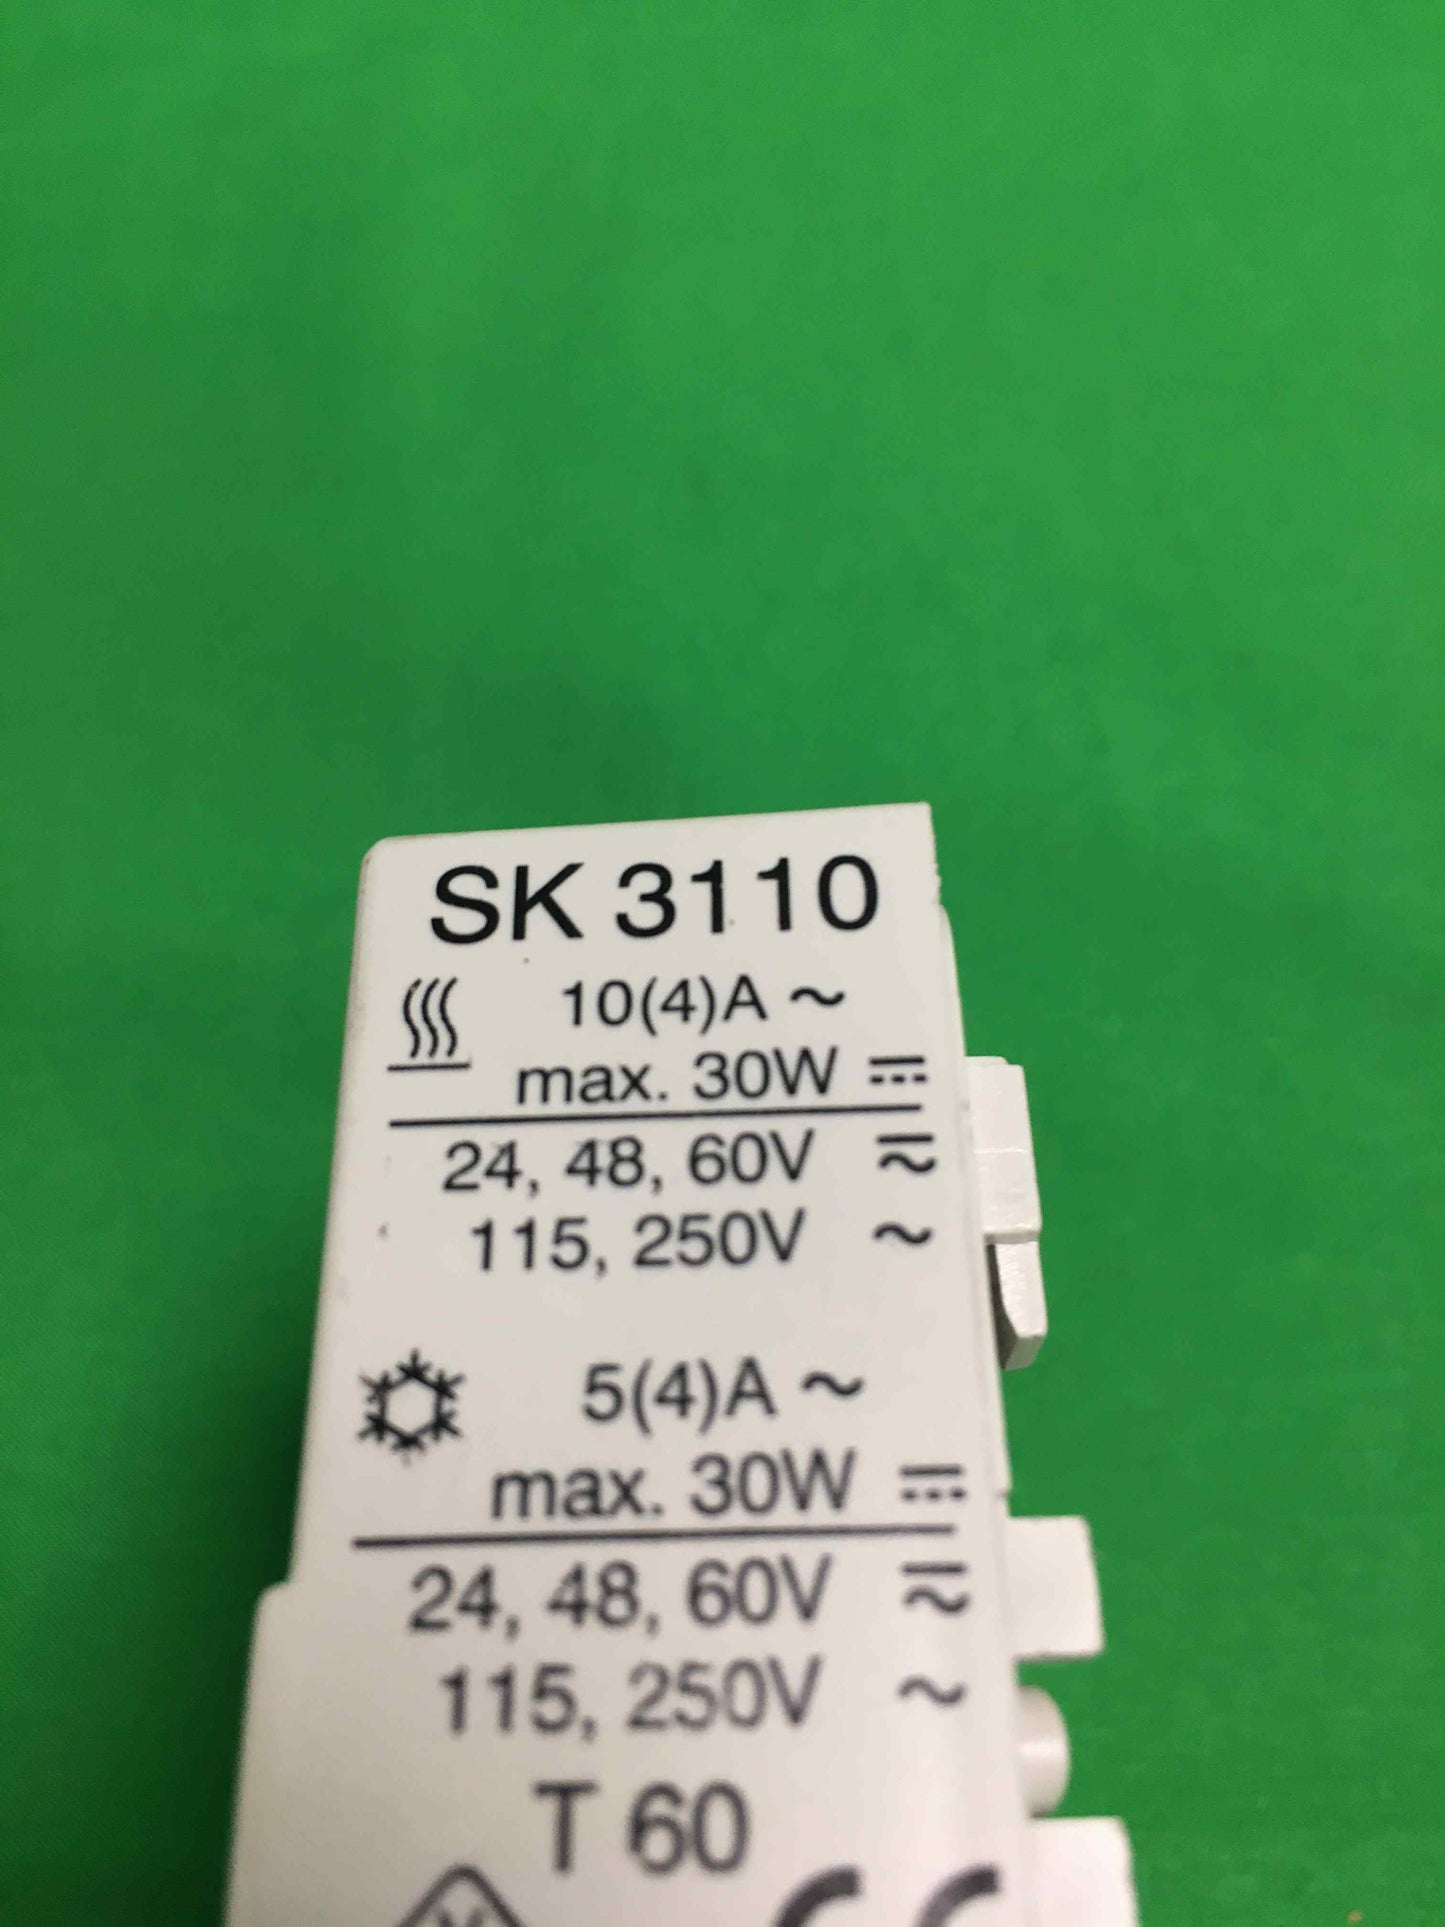 SK 3110
10(4)A ~
max. 30W ⎓
24, 48, 60V ⏦
115, 250V ~
5(4)A ~
max. 30W ⎓
24, 48, 60V ⏦
115, 250V ~
T 60
CE